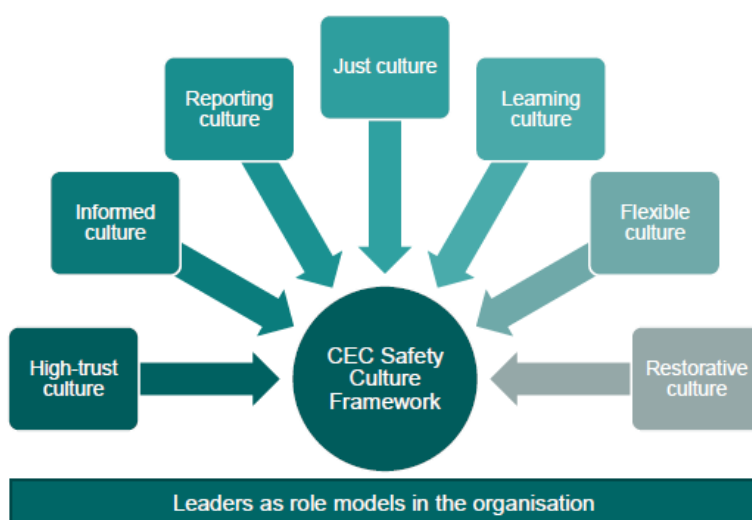 Just culture
Reporting
culture
Learning
culture
Informed
culture
Flexible
culture
High-trust
culture
CEC Safety
Culture
Framework
Restorative
culture
Leaders as role models in the organisation